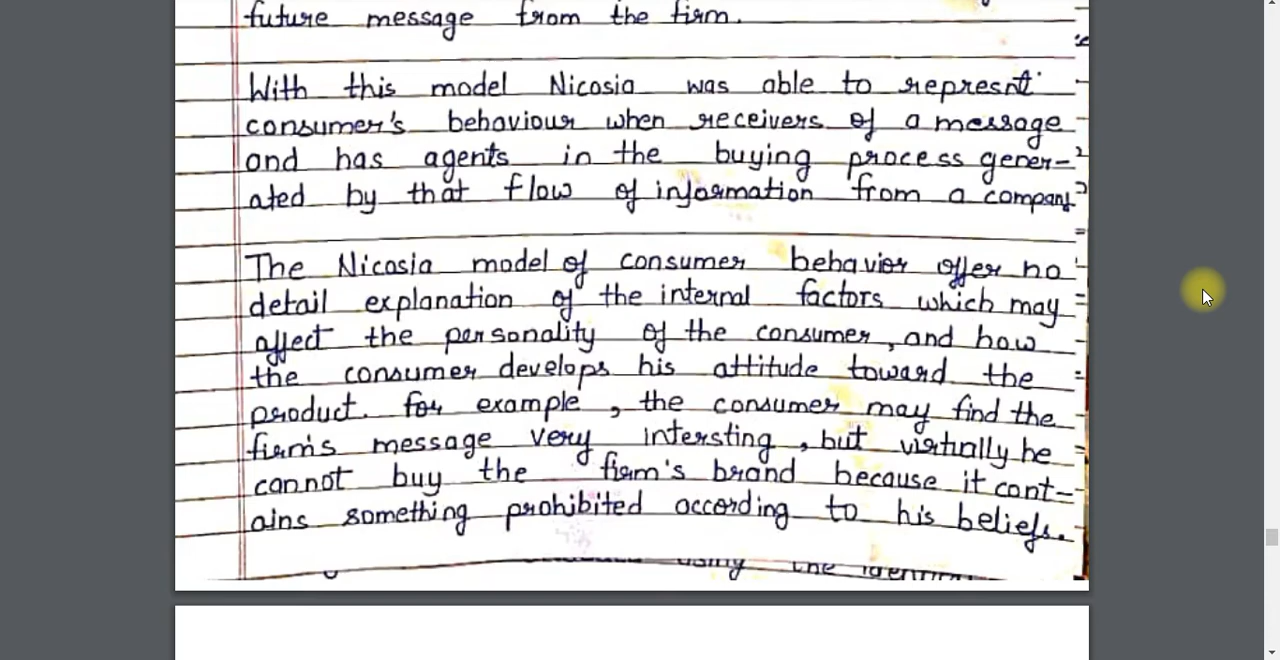 future message from the firm.
With this model Nicosia was able to represnt
consumer's behaviour when receivers of a message
and has agents in the buying process gener-
ated by that flow of information from a company
The Nicosia model of consumer behavior offer no
detail explanation of the internal factors which may
affect the personality of the consumer, and how
the consumer develops his attitude toward the
product. for example, the consumer may find the
firm's message very intersting, but virtually he
cannot buy the firm's brand because it cont-
ains something prohibited according to his beliefs.
using the